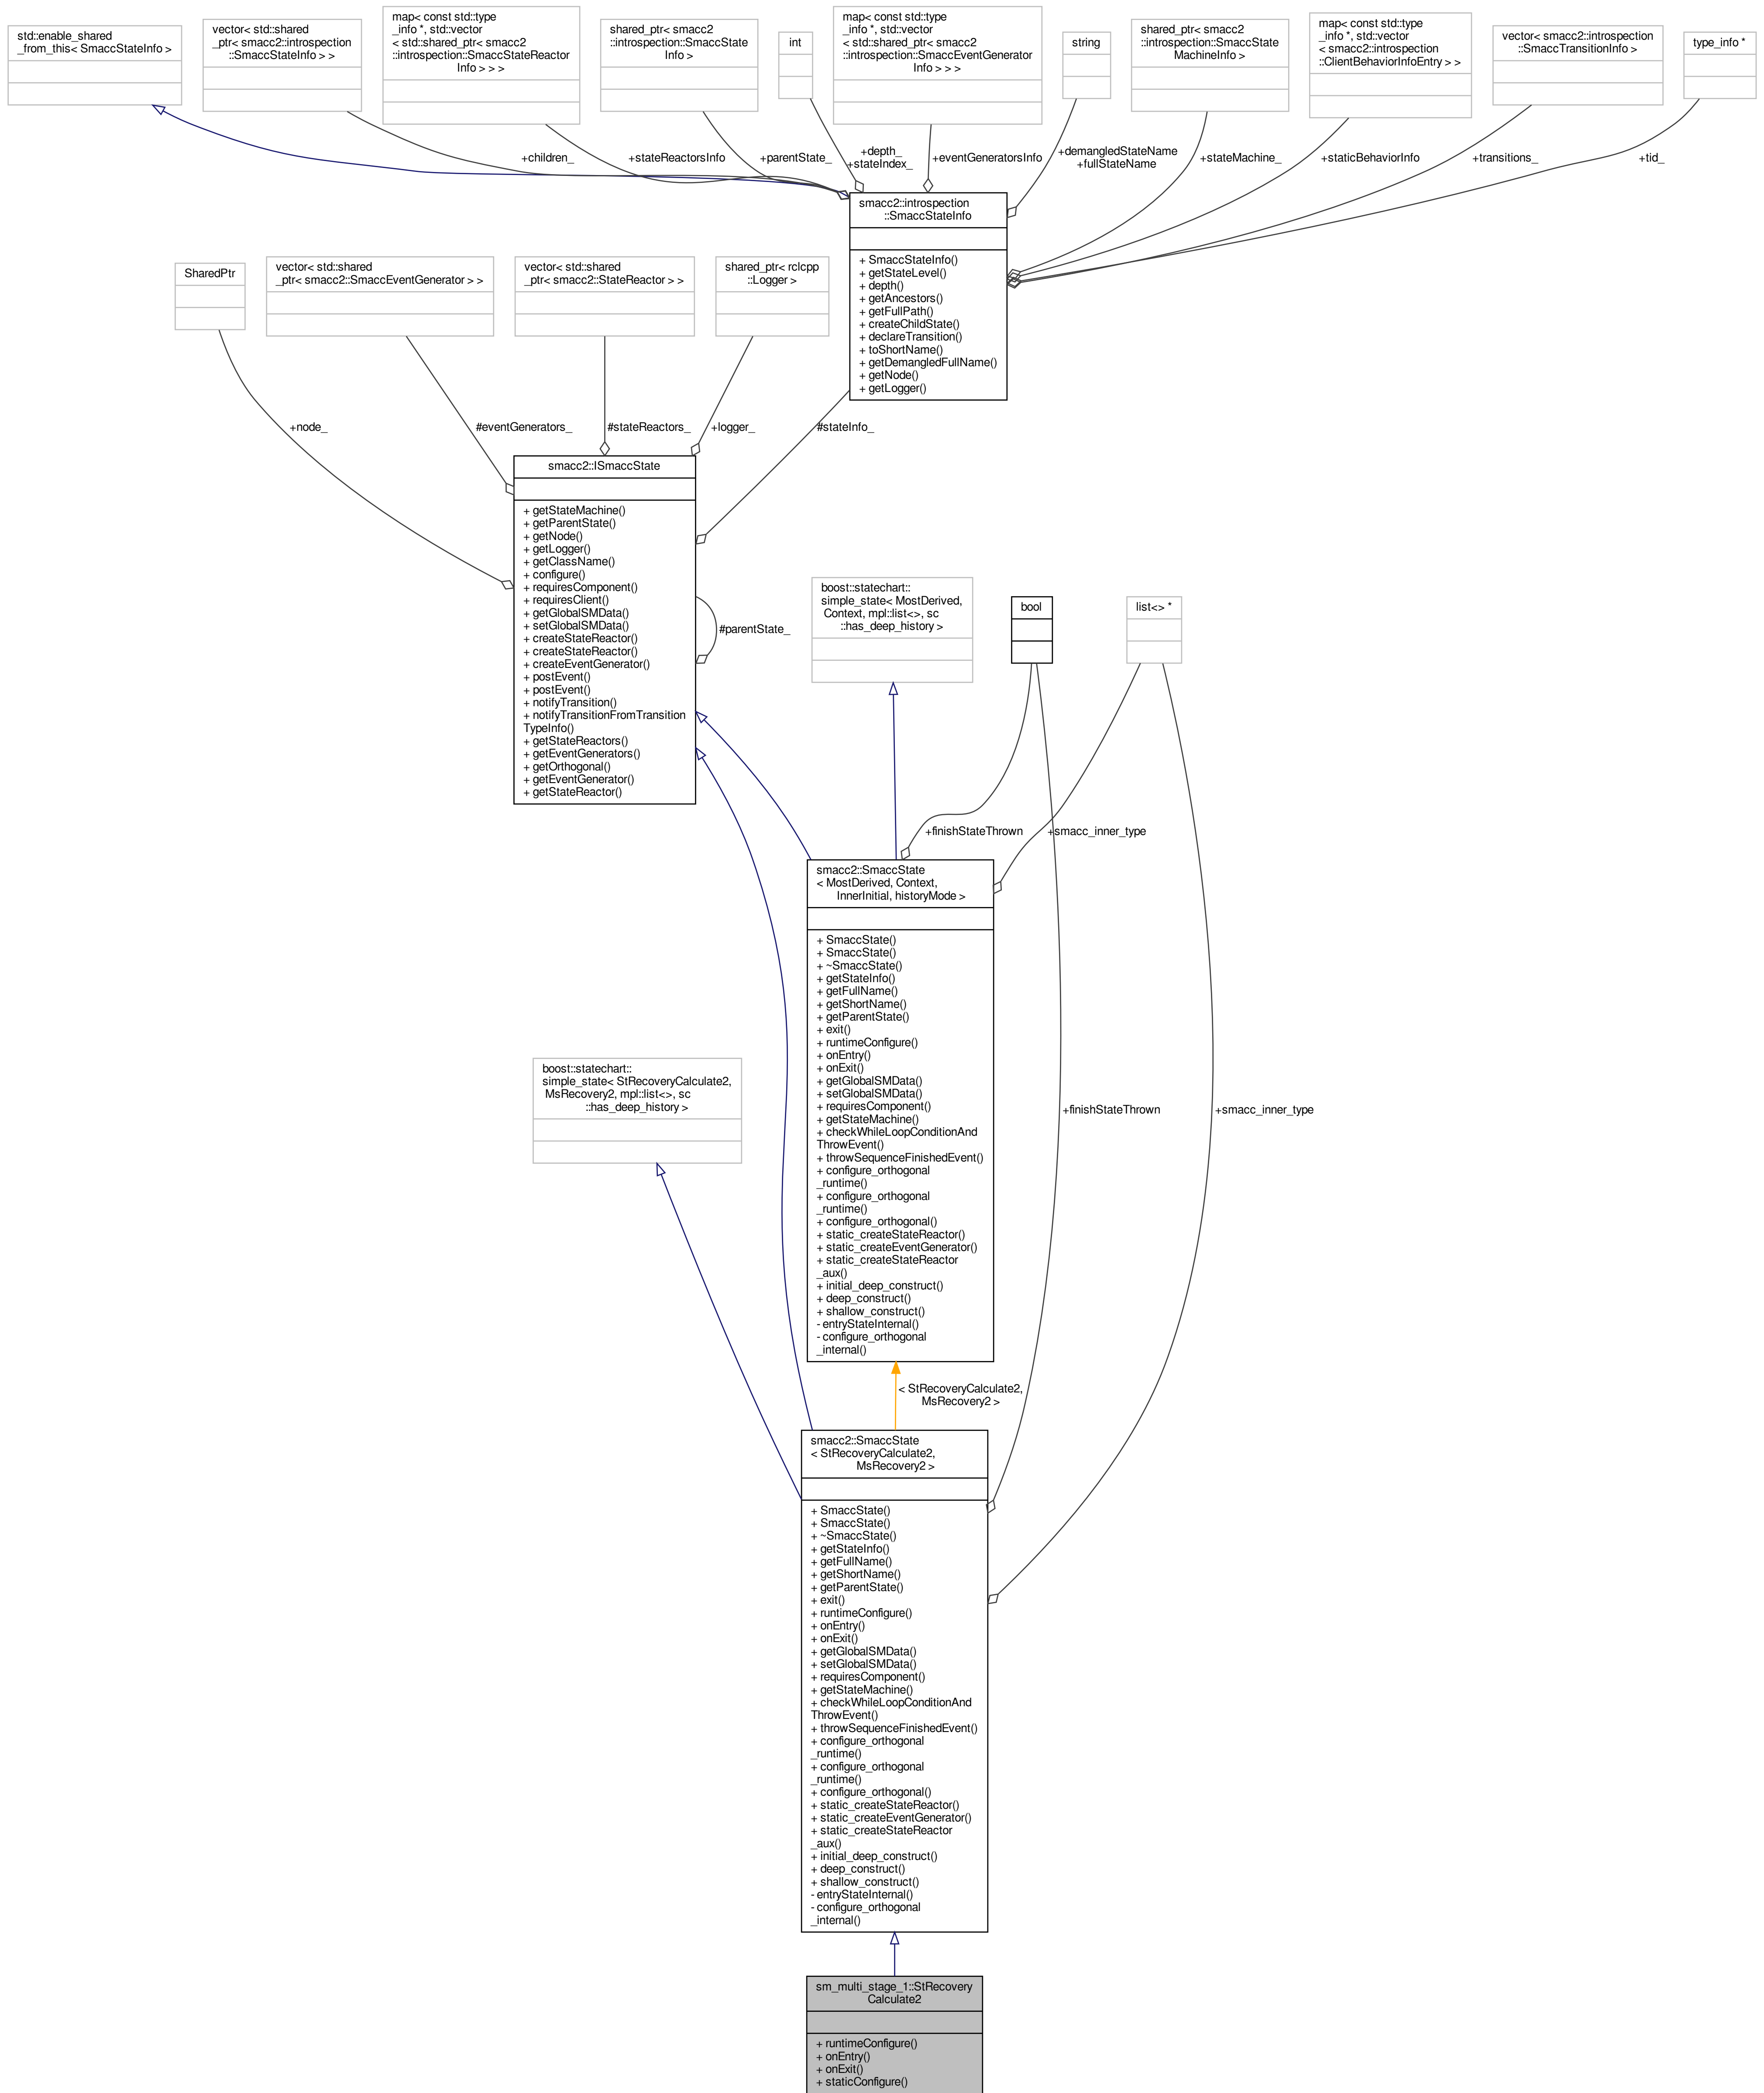 std::enable_shared
_from_this< SmaccStateInfo >
vector< std::shared
_ptr< smacc2::introspection
::SmaccStateInfo > >
map< const std::type
_info *, std::vector
< std::shared_ptr< smacc2
::introspection::SmaccStateReactor
Info > > >
shared_ptr< smacc2
::introspection::SmaccState
Info >
int
map< const std::type
_info *, std::vector
< std::shared_ptr< smacc2
::introspection::SmaccEventGenerator
Info > > >
string
shared_ptr< smacc2
::introspection::SmaccState
MachineInfo >
map< const std::type
_info *, std::vector
< smacc2::introspection
::ClientBehaviorInfoEntry > >
vector< smacc2::introspection
::SmaccTransitionInfo >
type_info *
+children_
+stateReactorsInfo
+parentState_
+depth_
+stateIndex_
+eventGeneratorsInfo
+demangledStateName
+fullStateName
+stateMachine_
+staticBehaviorInfo
+transitions_
+tid_
smacc2::introspection
::SmaccStateInfo
+ SmaccStateInfo()
+ getStateLevel()
+ depth()
+ getAncestors()
+ getFullPath()
+ createChildState()
+ declareTransition()
+ toShortName()
+ getDemangledFullName()
+ getNode()
+ getLogger()
SharedPtr
vector< std::shared
_ptr< smacc2::SmaccEventGenerator > >
vector< std::shared
_ptr< smacc2::StateReactor > >
shared_ptr< rclcpp
::Logger >
+node_
#eventGenerators_
#stateReactors_
+logger_
#stateInfo_
smacc2::ISmaccState
+ getStateMachine()
+ getParentState()
+ getNode()
+ getLogger()
+ getClassName()
+ configure()
+ requiresComponent()
+ requiresClient()
+ getGlobalSMData()
+ setGlobalSMData()
+ createStateReactor()
+ createStateReactor()
+ createEventGenerator()
+ postEvent()
+ postEvent()
+ notifyTransition()
+ notifyTransitionFromTransition
TypeInfo()
+ getStateReactors()
+ getEventGenerators()
+ getOrthogonal()
+ getEventGenerator()
+ getStateReactor()
#parentState_
boost::statechart::
simple_state< MostDerived,
Context, mpl::list<>, sc
::has_deep_history >
bool
list<> *
+finishStateThrown
+smacc_inner_type
smacc2::SmaccState
< MostDerived, Context,
InnerInitial, historyMode >
+ SmaccState()
+ SmaccState()
+ ~SmaccState()
+ getStateInfo()
+ getFullName()
+ getShortName()
+ getParentState()
+ exit()
+ runtimeConfigure()
+ onEntry()
+ onExit()
+ getGlobalSMData()
+ setGlobalSMData()
+ requiresComponent()
+ getStateMachine()
+ checkWhileLoopConditionAnd
ThrowEvent()
+ throwSequenceFinishedEvent()
+ configure_orthogonal
_runtime()
+ configure_orthogonal
_runtime()
+ configure_orthogonal()
+ static_createStateReactor()
+ static_createEventGenerator()
+ static_createStateReactor
_aux()
+ initial_deep_construct()
+ deep_construct()
+ shallow_construct()
- entryStateInternal()
- configure_orthogonal
_internal()
boost::statechart::
simple_state< StRecoveryCalculate2,
MsRecovery2, mpl::list<>, sc
::has_deep_history >
+finishStateThrown
+smacc_inner_type
< StRecoveryCalculate2,
MsRecovery2 >
smacc2::SmaccState
< StRecoveryCalculate2,
MsRecovery2 >
+ SmaccState()
+ SmaccState()
+ ~SmaccState()
+ getStateInfo()
+ getFullName()
+ getShortName()
+ getParentState()
+ exit()
+ runtimeConfigure()
+ onEntry()
+ onExit()
+ getGlobalSMData()
+ setGlobalSMData()
+ requiresComponent()
+ getStateMachine()
+ checkWhileLoopConditionAnd
ThrowEvent()
+ throwSequenceFinishedEvent()
+ configure_orthogonal
_runtime()
+ configure_orthogonal
_runtime()
+ configure_orthogonal()
+ static_createStateReactor()
+ static_createEventGenerator()
+ static_createStateReactor
_aux()
+ initial_deep_construct()
+ deep_construct()
+ shallow_construct()
- entryStateInternal()
- configure_orthogonal
_internal()
sm_multi_stage_1::StRecovery
Calculate2
+ runtimeConfigure()
+ onEntry()
+ onExit()
+ staticConfigure()